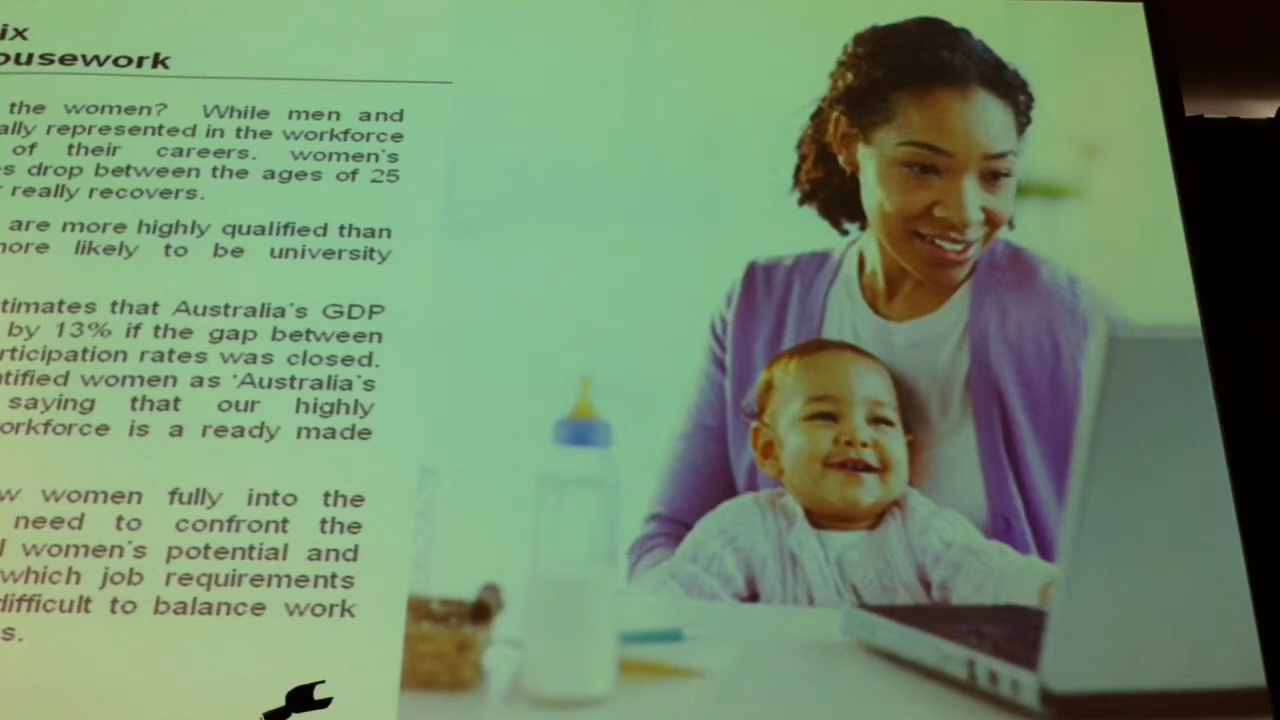 ix
ousework
the women? While men and
ally represented in the workforce
of their careers. women's
s drop between the ages of 25
really recovers.
are more highly qualified than
more likely to be university
timates that Australia's GDP
by 13% if the gap between
rticipation rates was closed.
ntified women as 'Australia's
saying that our highly
orkforce is a ready made
w women fully into the
need to confront the
l women's potential and
which job requirements
difficult to balance work
s.